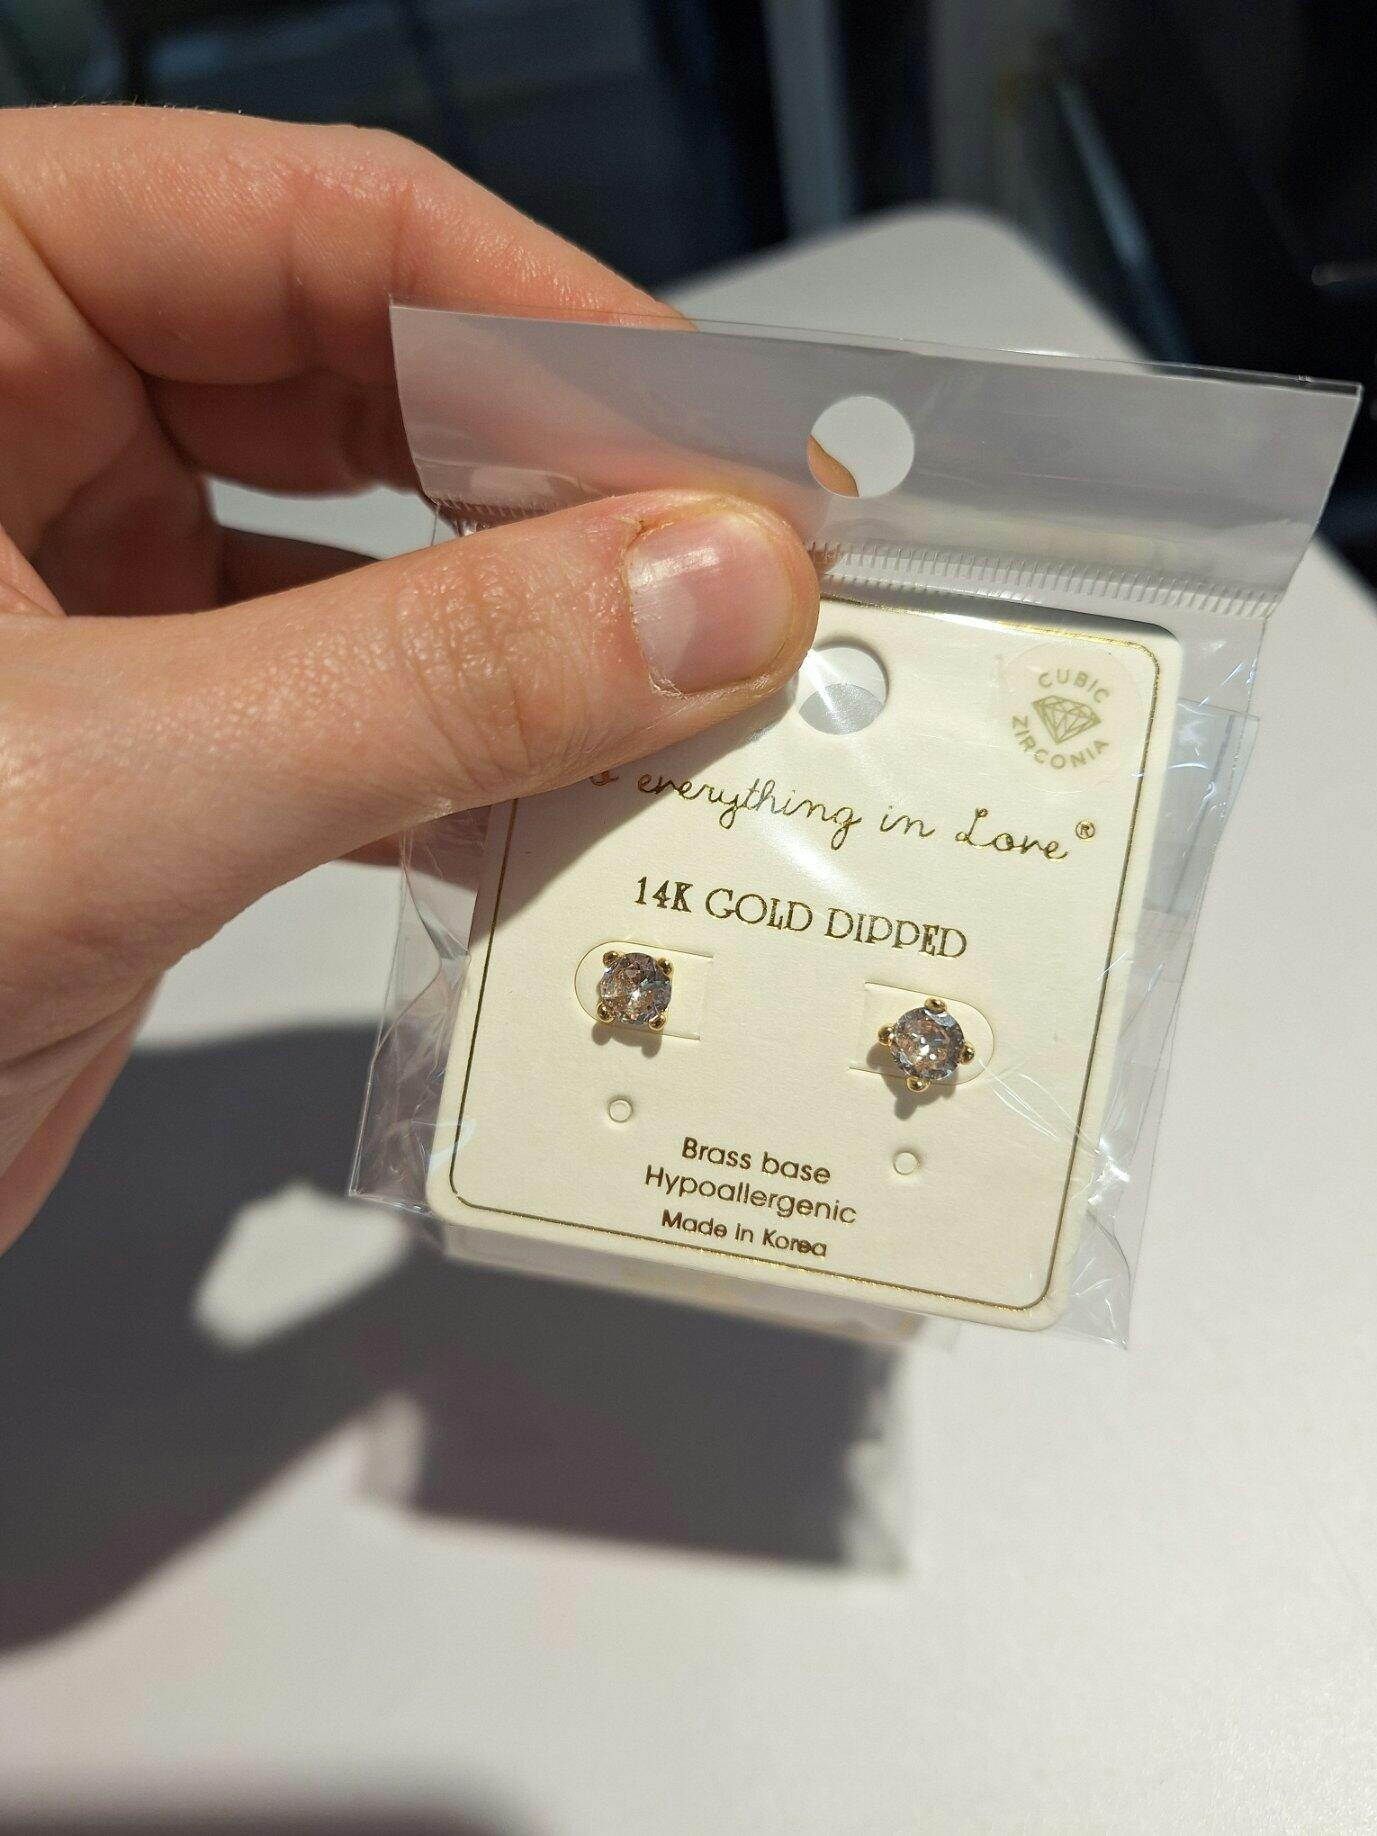 CUBIC
ZIRCONIA
everything in Love®
14K GOLD DIPPED
Brass base
Hypoallergenic
Made in Korea